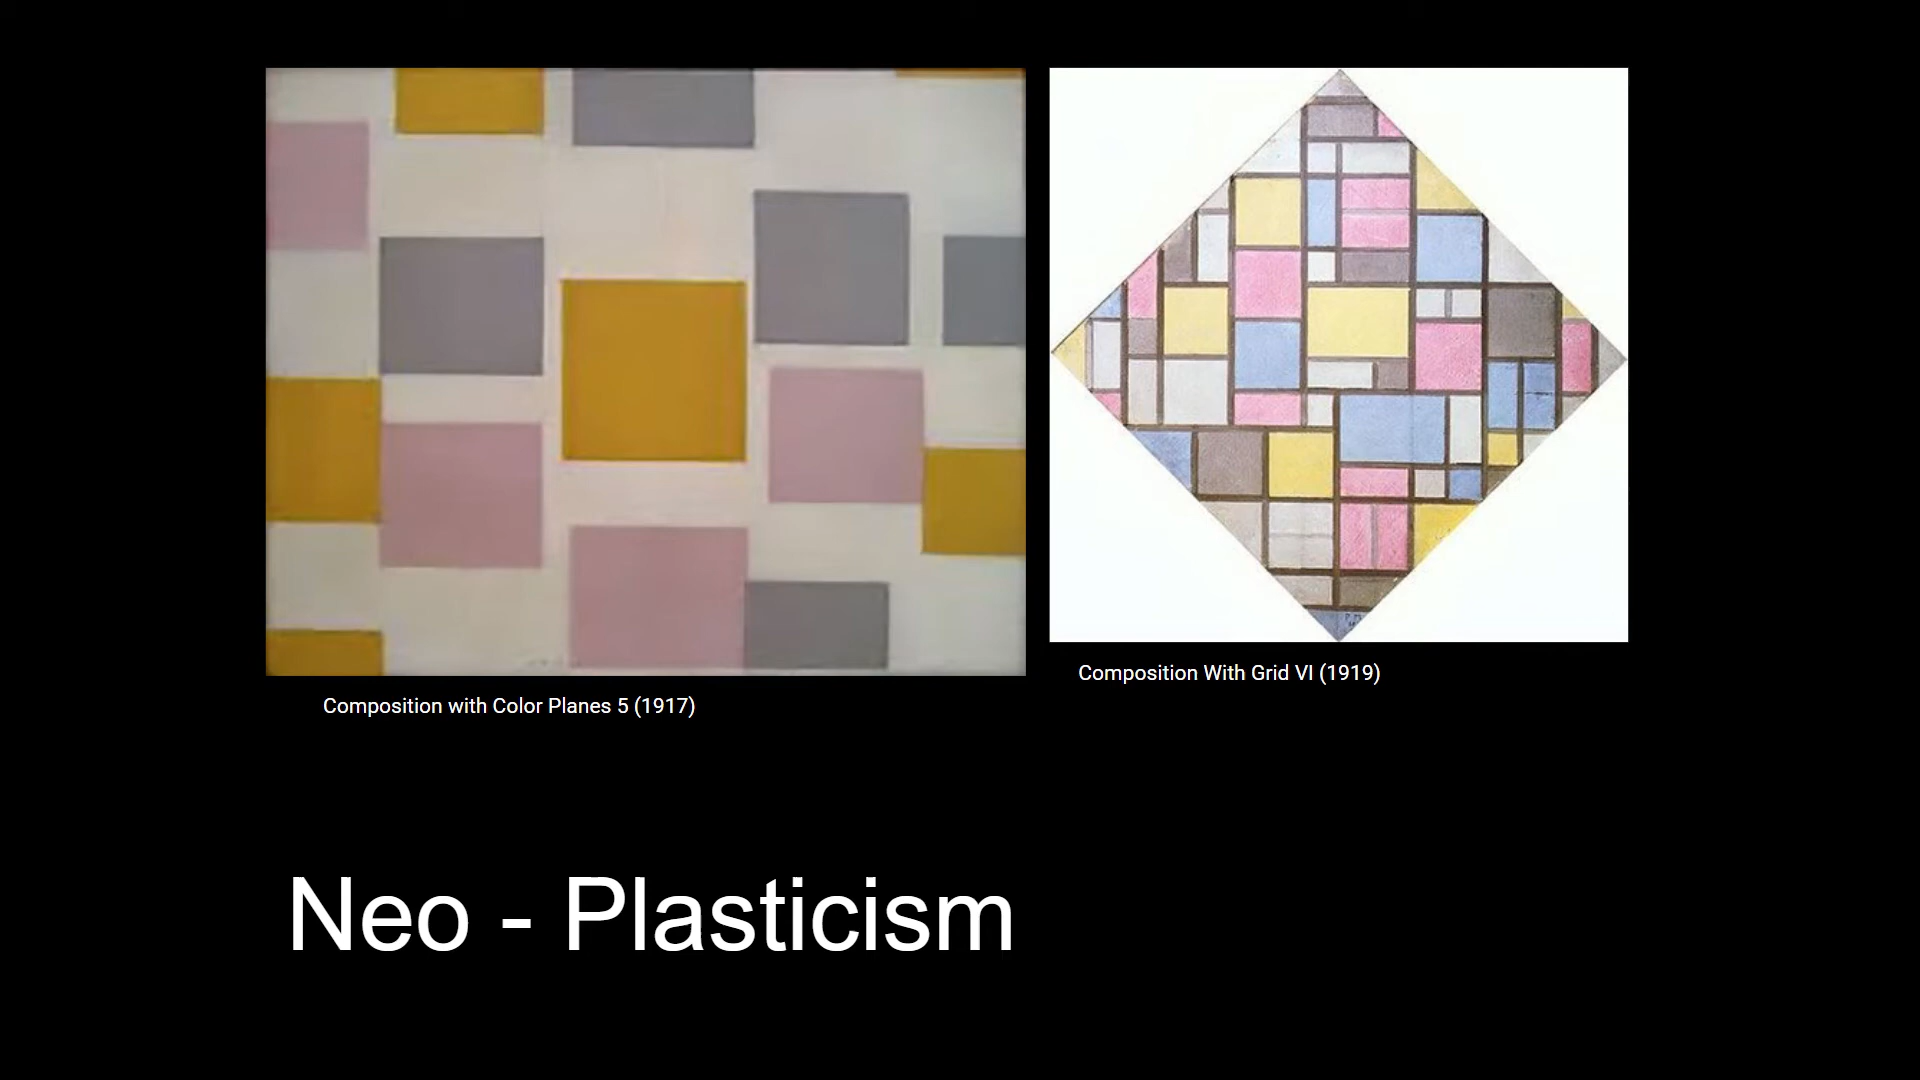 Composition With Grid VI (1919)
Composition with Color Planes 5 (1917)
Neo - Plasticism